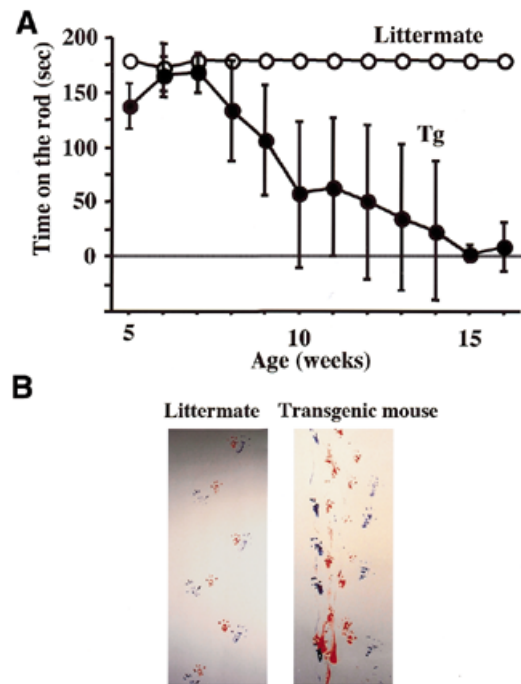 A
Time on the rod (sec)
200
150
100
50
0
Littermate
Tg
5
10
15
Age (weeks)
B
Littermate
Transgenic mouse